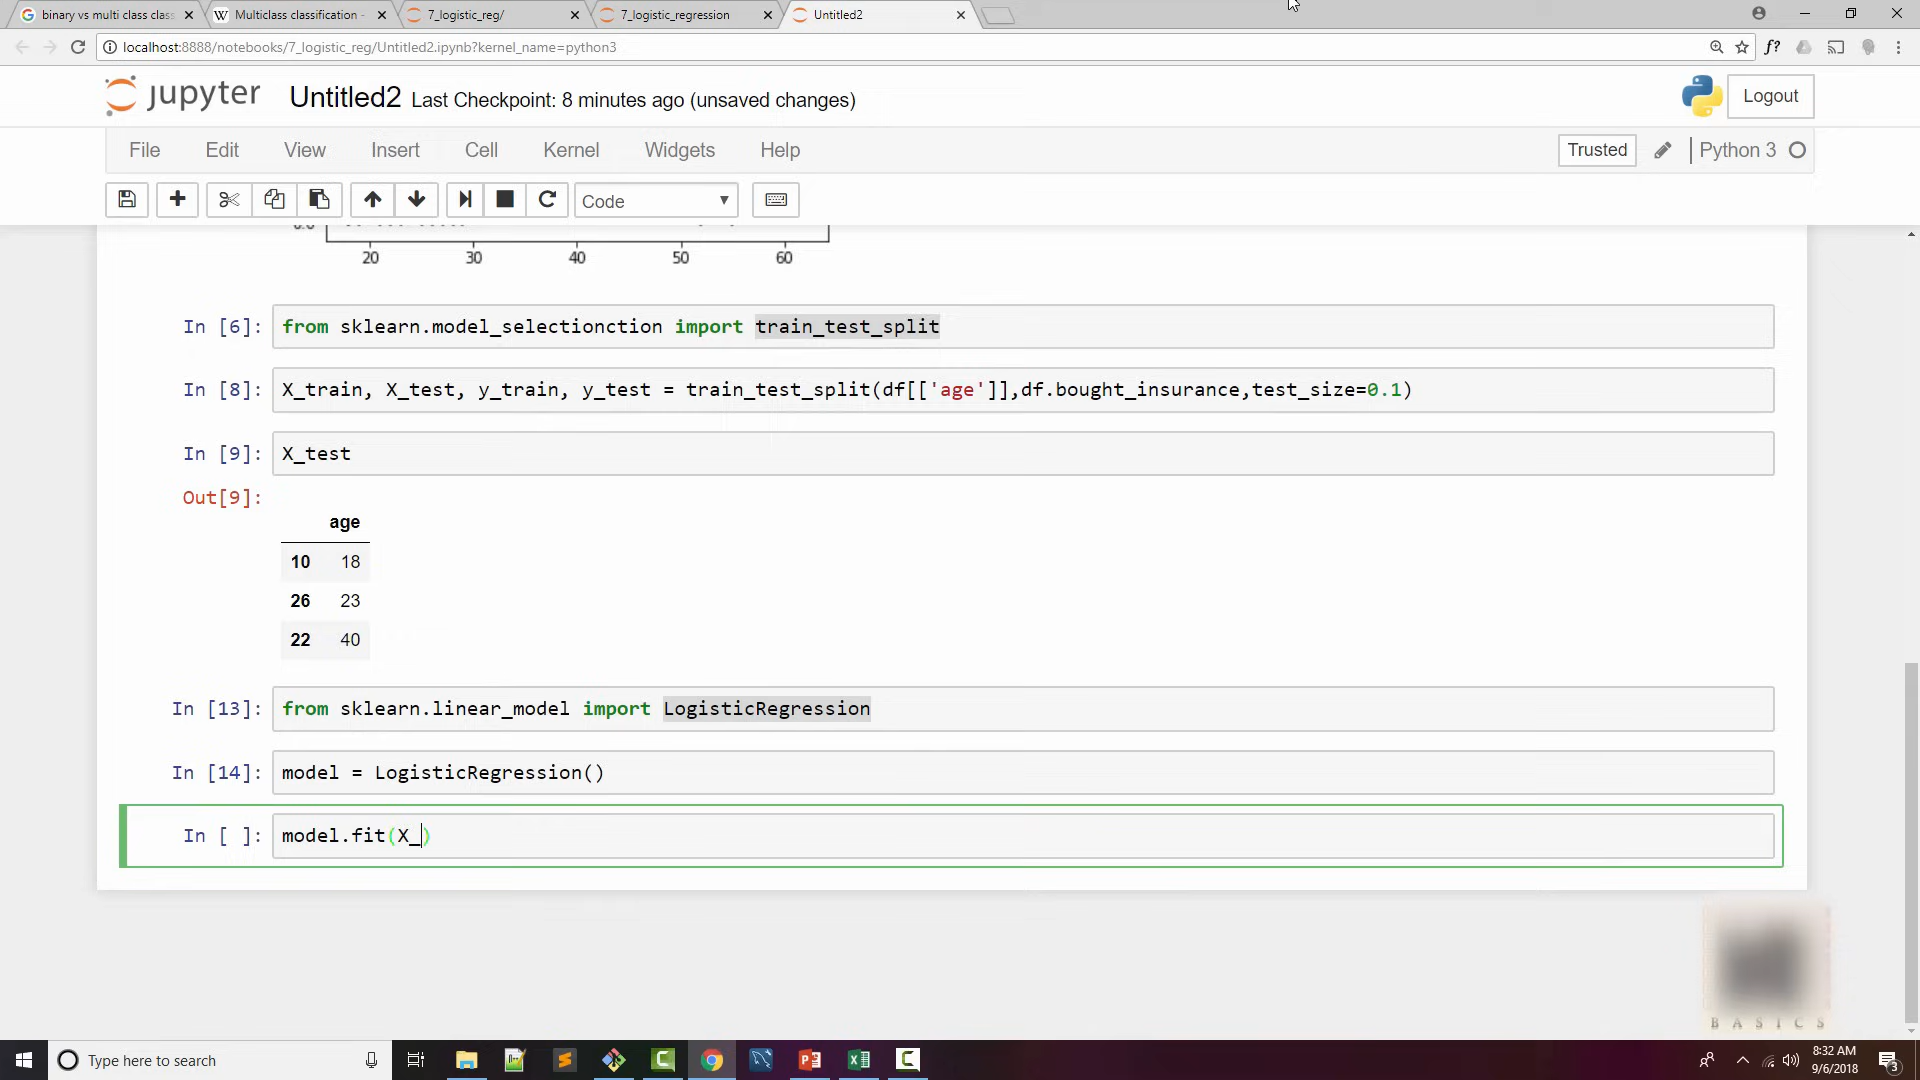 binary vs multi class clas
Multiclass classification -
7_logistic_reg/
7_logistic_regression
Untitled2
localhost:8888/notebooks/7_logistic_reg/Untitled2.ipynb?kernel_name=python3
f?
jupyter Untitled2 Last Checkpoint: 8 minutes ago (unsaved changes)
Logout
File Edit View Insert Cell Kernel Widgets Help
Trusted
Python 3
Code
0.0
20 30 40 50 60
In [6]: from sklearn.model_selectionction import train_test_split
In [8]: X_train, X_test, y_train, y_test = train_test_split(df[['age']],df.bought_insurance,test_size=0.1)
In [9]: X_test
Out[9]:
age
10 18
26 23
22 40
In [13]: from sklearn.linear_model import LogisticRegression
In [14]: model = LogisticRegression()
In [ ]: model.fit(X_)
BASICS
Type here to search
8:32 AM
9/6/2018
3